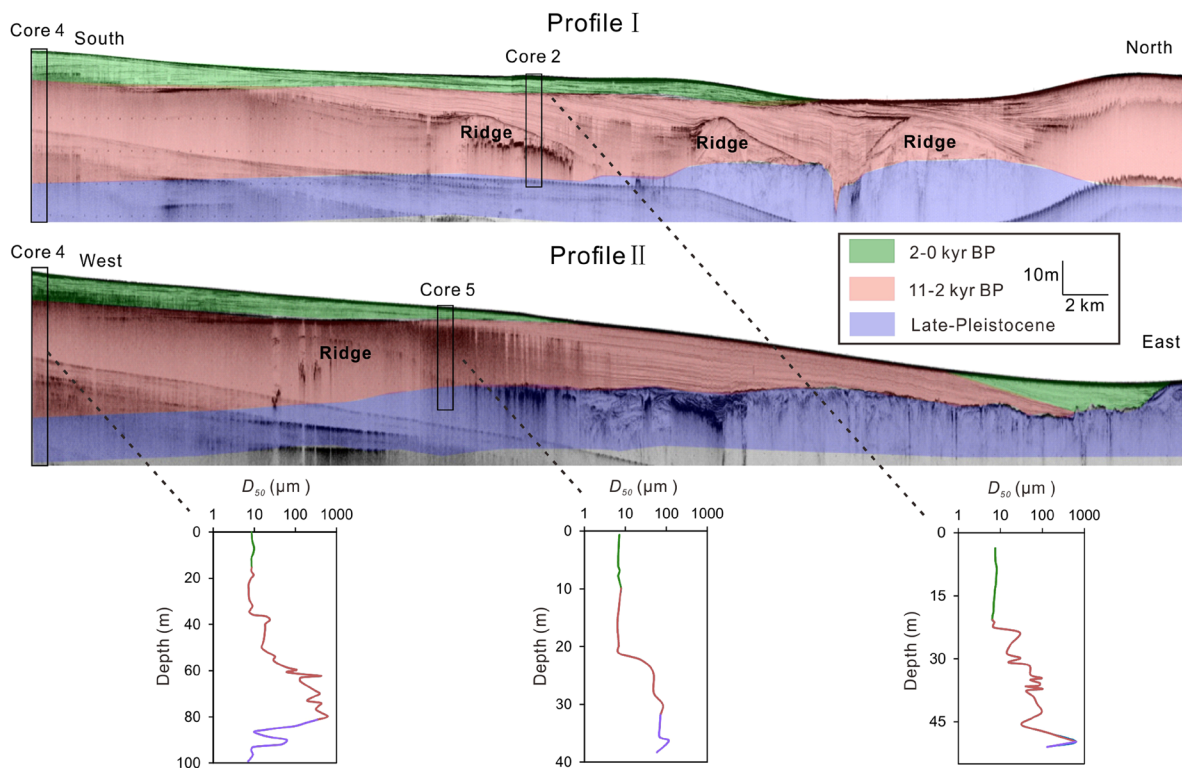 Profile Ⅰ
Core 4
South
Core 2
North
Ridge
Ridge
Ridge
Profile Ⅱ
Core 4
West
Core 5
East
Ridge
2-0 kyr BP
11-2 kyr BP
Late-Pleistocene
10m
2 km
D50 (μm)
1 10 100 1000
Depth (m)
0
20
40
60
80
100
D50 (μm)
1 10 100 1000
Depth (m)
0
10
20
30
40
D50 (μm)
1 10 100 1000
Depth (m)
0
15
30
45